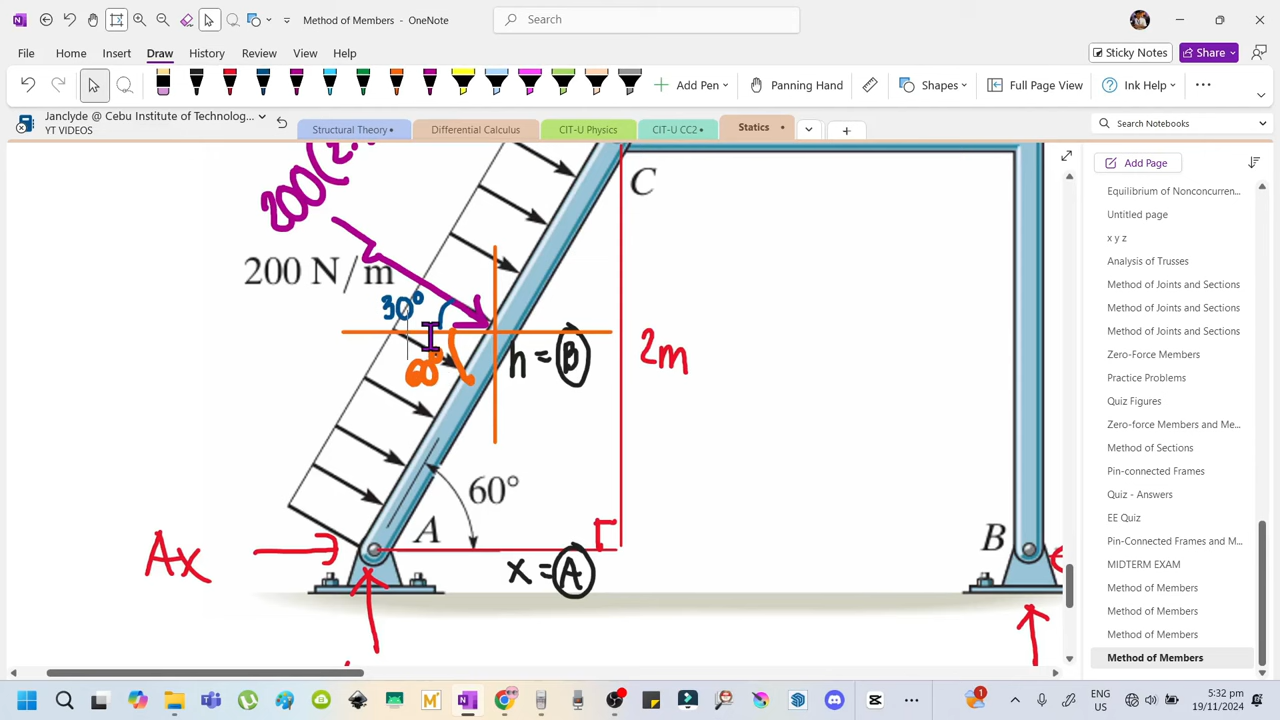 Method of Members - OneNote
Search
File Home Insert Draw History Review View Help
Sticky Notes
Share
Add Pen
Panning Hand
Shapes
Full Page View
Ink Help
Janclyde @ Cebu Institute of Technolog...
YT VIDEOS
Structural Theory
Differential Calculus
CIT-U Physics
CIT-U CC2
Statics
Search Notebooks
Add Page
Equilibrium of Nonconcurren...
Untitled page
x y z
Analysis of Trusses
Method of Joints and Sections
Method of Joints and Sections
Zero-Force Members
Practice Problems
Quiz Figures
Zero-force Members and Me...
Method of Sections
Pin-connected Frames
Quiz - Answers
EE Quiz
Pin-Connected Frames and M...
MIDTERM EXAM
Method of Members
Method of Members
Method of Members
Method of Members
200(2.
C
200 N/m
30°
60°
h = B
2m
60°
A
B
Ax
x = A
ENG
PG
5:32 pm
19/11/2024
1